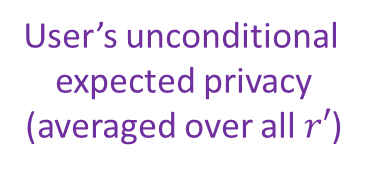 User’s unconditional
expected privacy
(averaged over all r′)